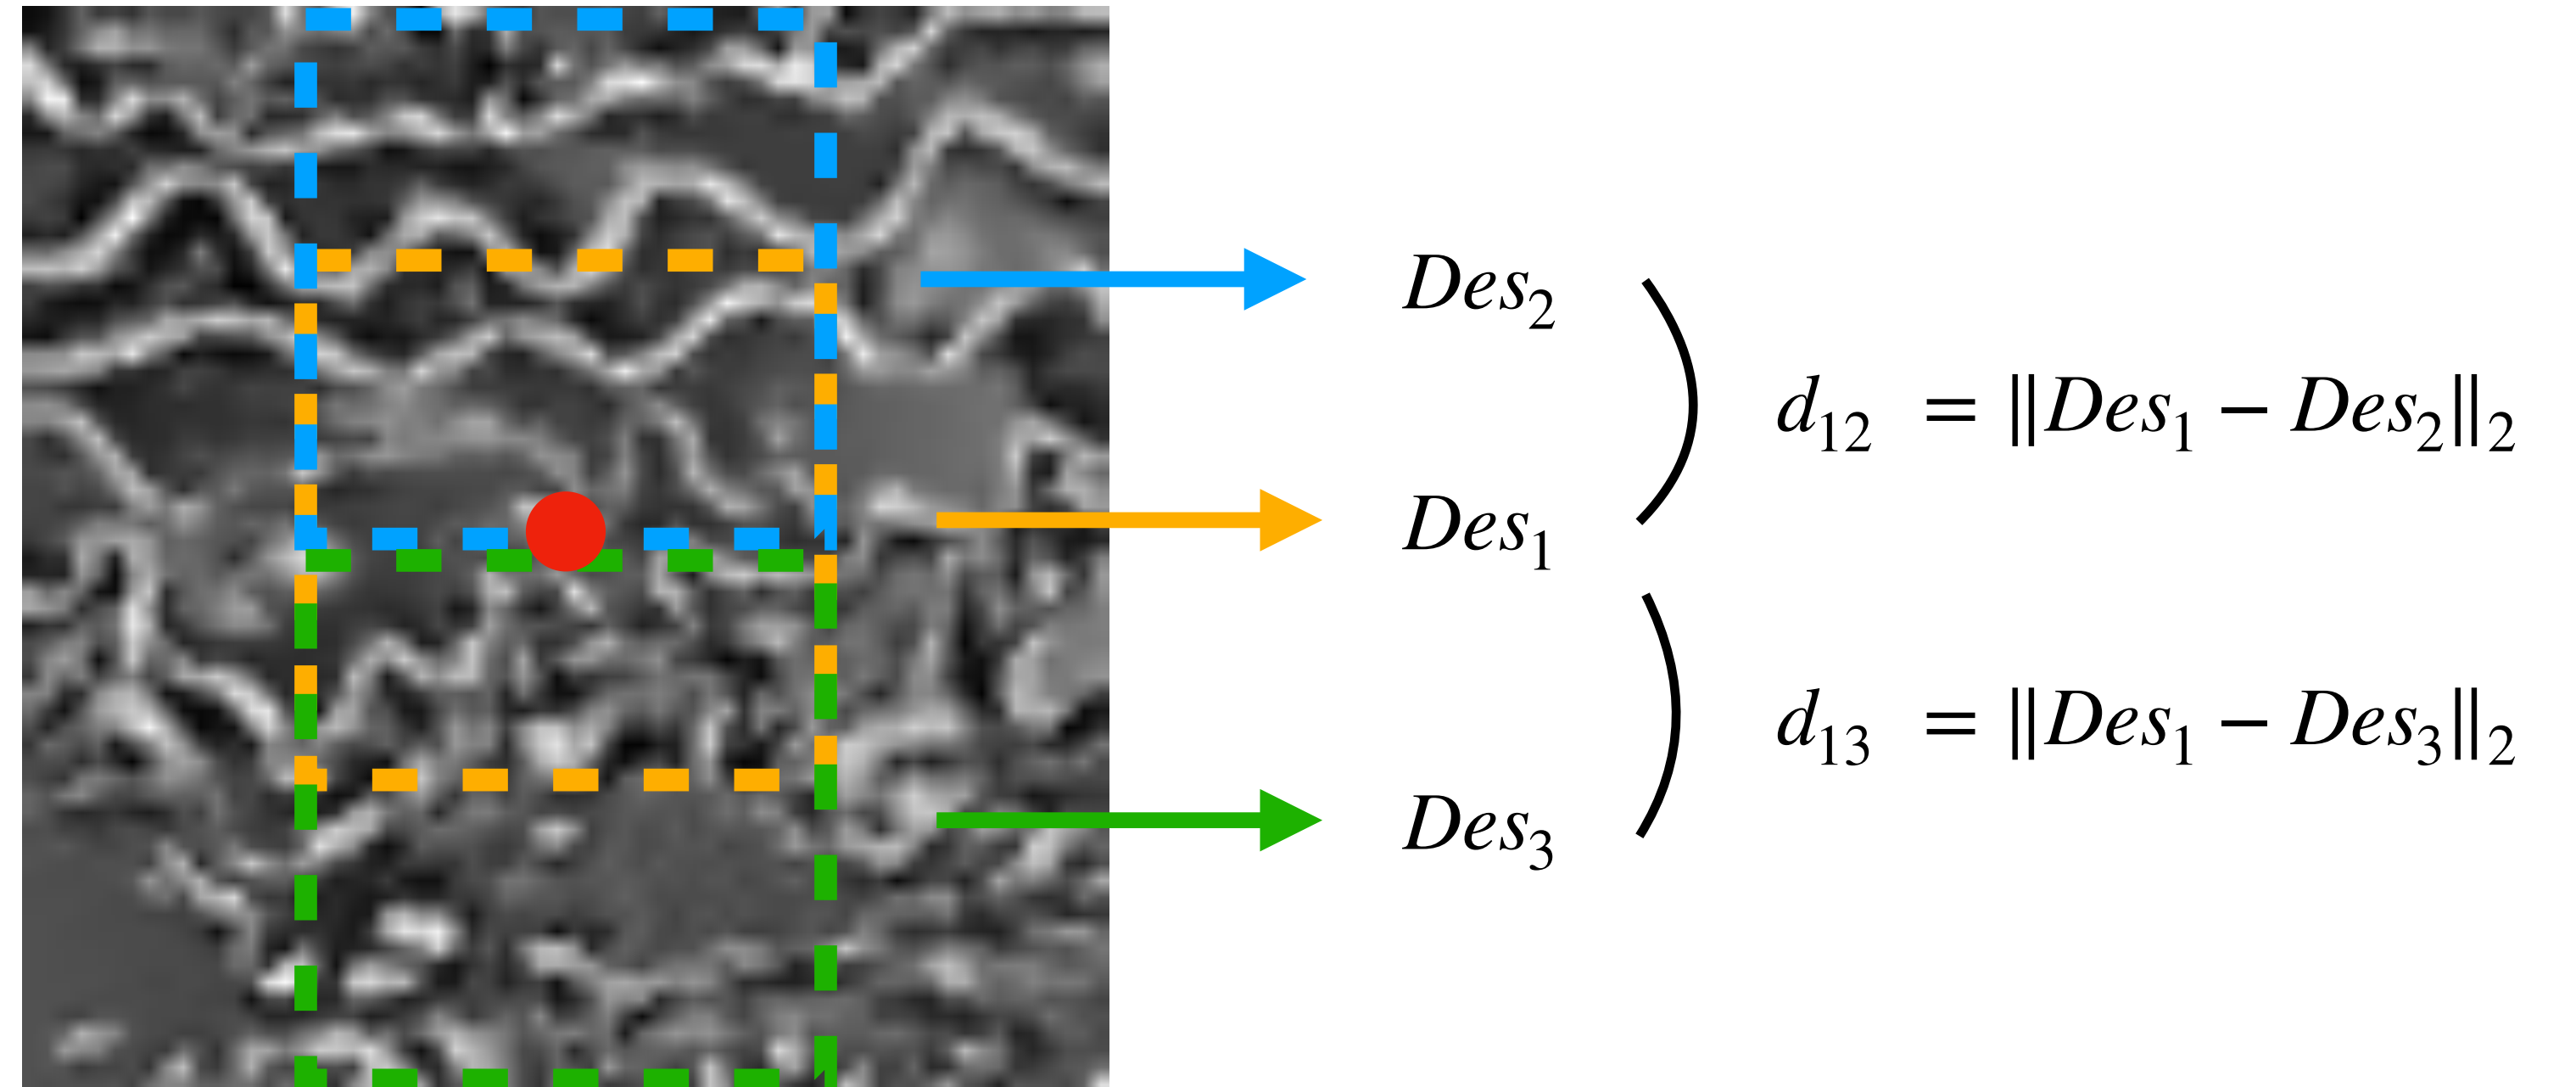 Des₂
d₁₂ = ‖Des₁ − Des₂‖₂
Des₁
d₁₃ = ‖Des₁ − Des₃‖₂
Des₃